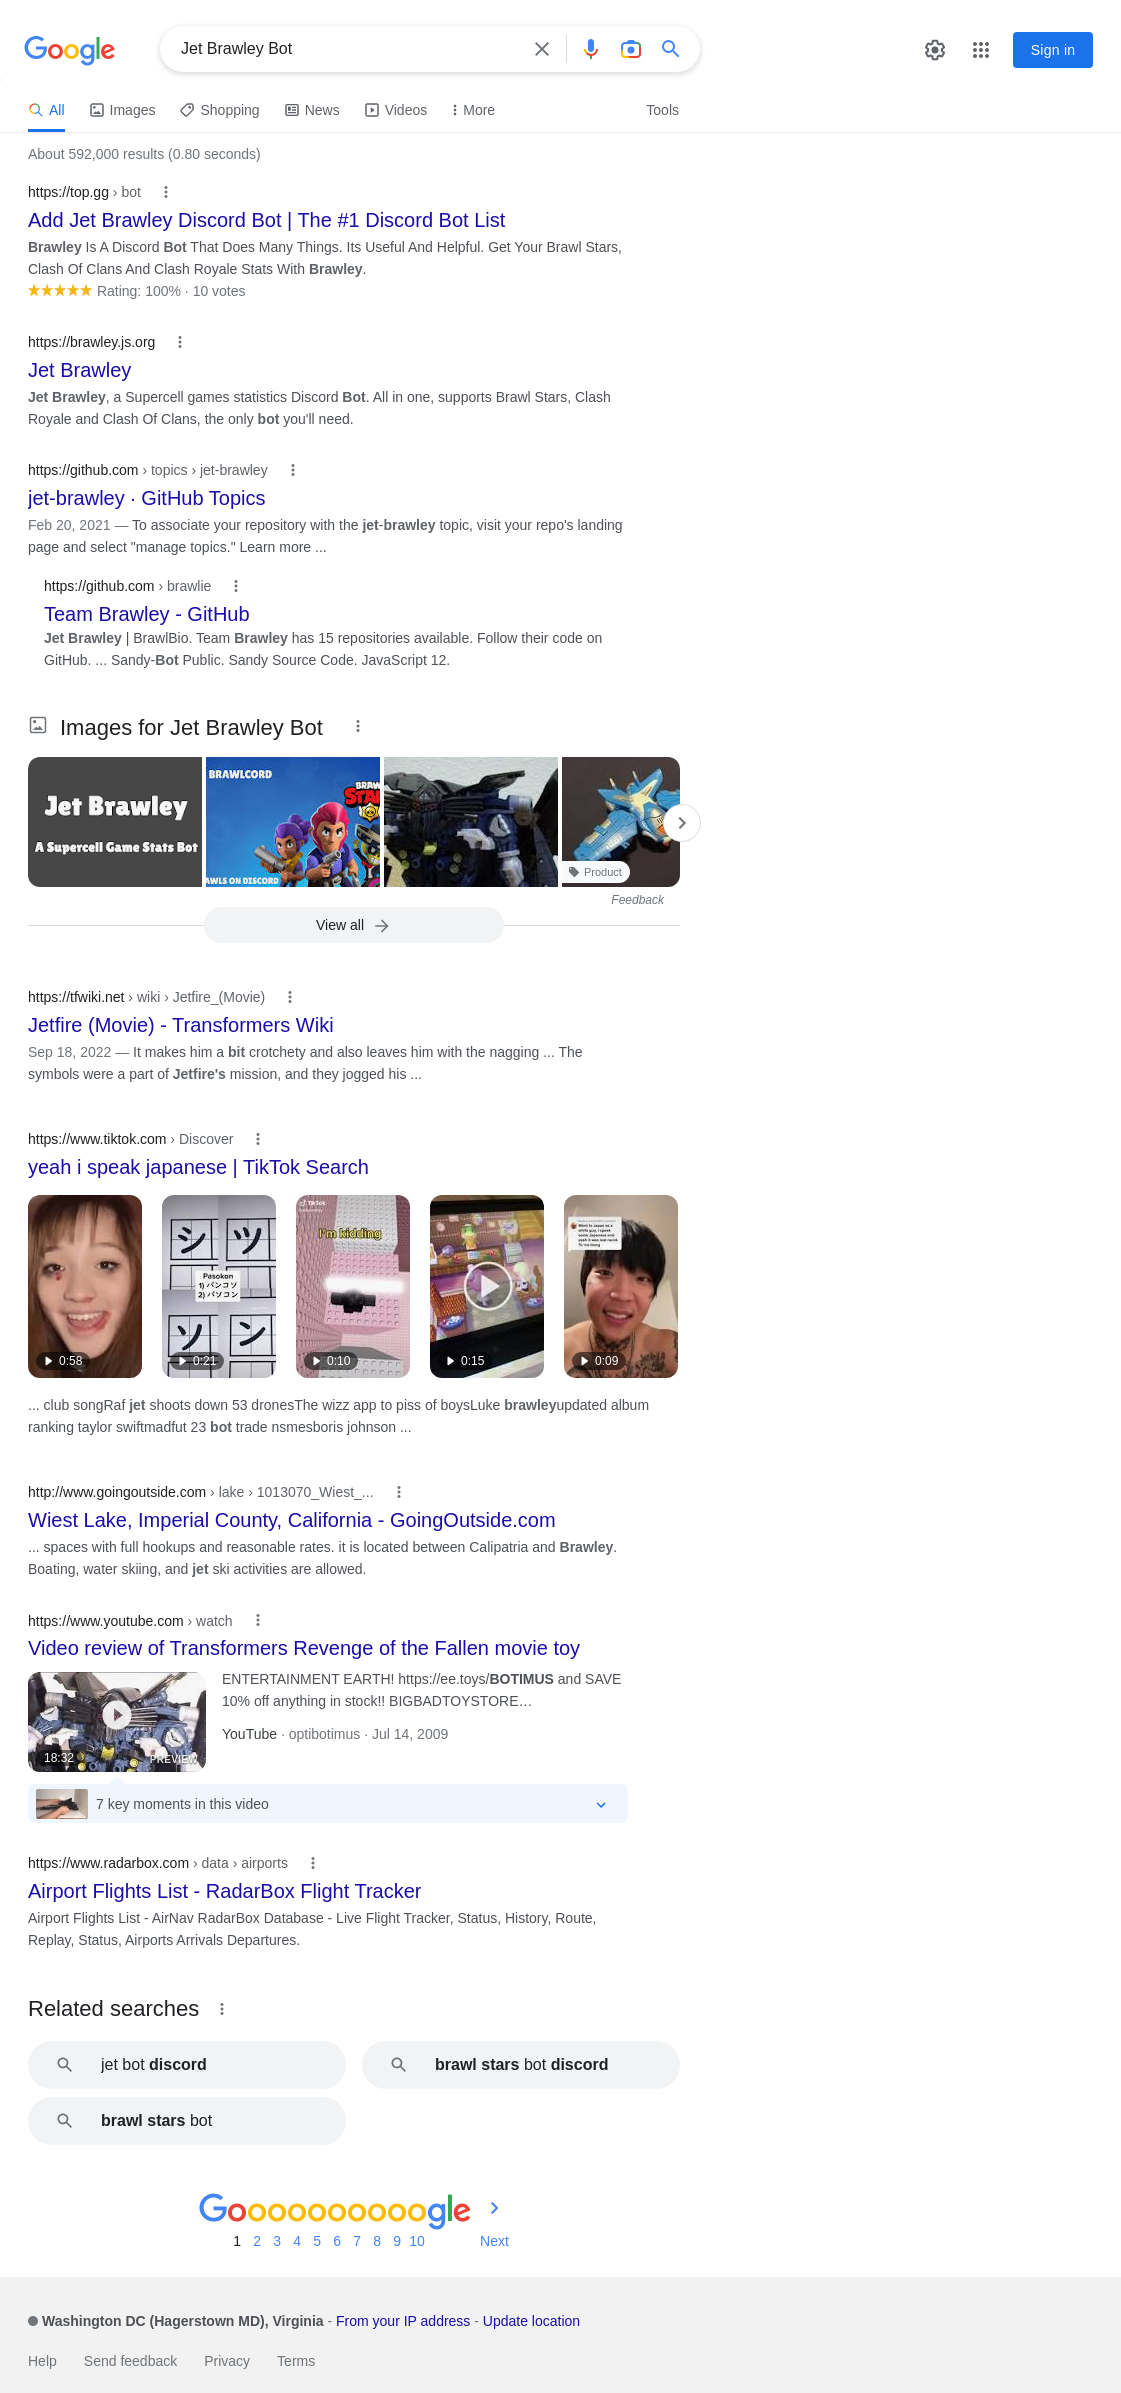 Google
Jet Brawley Bot
Sign in
All Images Shopping News Videos More Tools
About 592,000 results (0.80 seconds)
https://top.gg › bot
Add Jet Brawley Discord Bot | The #1 Discord Bot List
Brawley Is A Discord Bot That Does Many Things. Its Useful And Helpful. Get Your Brawl Stars,
Clash Of Clans And Clash Royale Stats With Brawley.
Rating: 100% · 10 votes
https://brawley.js.org
Jet Brawley
Jet Brawley, a Supercell games statistics Discord Bot. All in one, supports Brawl Stars, Clash
Royale and Clash Of Clans, the only bot you'll need.
https://github.com › topics › jet-brawley
jet-brawley · GitHub Topics
Feb 20, 2021 — To associate your repository with the jet-brawley topic, visit your repo's landing
page and select "manage topics." Learn more ...
https://github.com › brawlie
Team Brawley - GitHub
Jet Brawley | BrawlBio. Team Brawley has 15 repositories available. Follow their code on
GitHub. ... Sandy-Bot Public. Sandy Source Code. JavaScript 12.
Images for Jet Brawley Bot
Jet Brawley
A Supercell Game Stats Bot
BRAWLCORD
BRAW
STA
AWLS ON DISCORD
Product
Feedback
View all
https://tfwiki.net › wiki › Jetfire_(Movie)
Jetfire (Movie) - Transformers Wiki
Sep 18, 2022 — It makes him a bit crotchety and also leaves him with the nagging ... The
symbols were a part of Jetfire's mission, and they jogged his ...
https://www.tiktok.com › Discover
yeah i speak japanese | TikTok Search
0:58
シ ツ
Pasokon
1) パンコソ
2) パソコン
ソ ン
0:21
TikTok
I'm kidding
0:10
0:15
0:09
... club songRaf jet shoots down 53 dronesThe wizz app to piss of boysLuke brawleyupdated album
ranking taylor swiftmadfut 23 bot trade nsmesboris johnson ...
http://www.goingoutside.com › lake › 1013070_Wiest_...
Wiest Lake, Imperial County, California - GoingOutside.com
... spaces with full hookups and reasonable rates. it is located between Calipatria and Brawley.
Boating, water skiing, and jet ski activities are allowed.
https://www.youtube.com › watch
Video review of Transformers Revenge of the Fallen movie toy
18:32
PREVIEW
ENTERTAINMENT EARTH! https://ee.toys/BOTIMUS and SAVE
10% off anything in stock!! BIGBADTOYSTORE…
YouTube · optibotimus · Jul 14, 2009
7 key moments in this video
https://www.radarbox.com › data › airports
Airport Flights List - RadarBox Flight Tracker
Airport Flights List - AirNav RadarBox Database - Live Flight Tracker, Status, History, Route,
Replay, Status, Airports Arrivals Departures.
Related searches
jet bot discord
brawl stars bot discord
brawl stars bot
Goooooooooogle
1 2 3 4 5 6 7 8 9 10 Next
Washington DC (Hagerstown MD), Virginia - From your IP address - Update location
Help Send feedback Privacy Terms